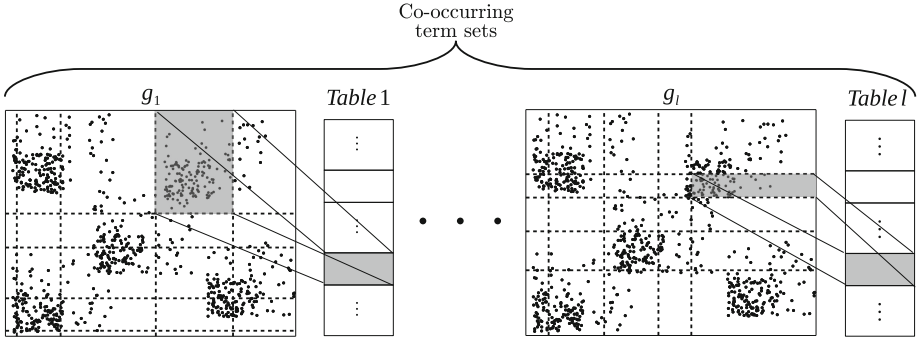 Co-occurring
term sets
g1
Table 1
gl
Table l